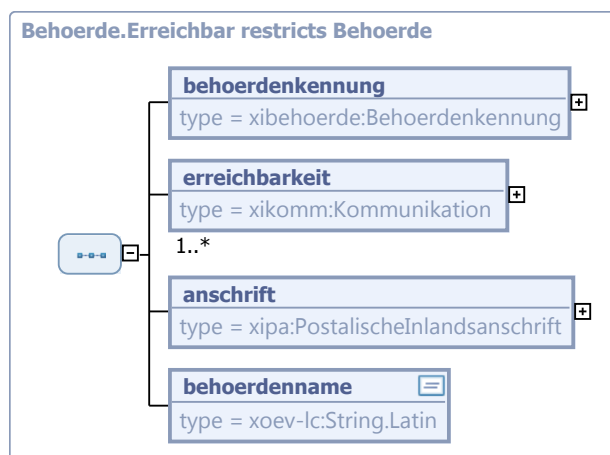 Behoerde.Erreichbar restricts Behoerde
behoerdenkennung
type = xibehoerde:Behoerdenkennung
erreichbarkeit
type = xikomm:Kommunikation
1..*
anschrift
type = xipa:PostalischeInlandsanschrift
behoerdenname
type = xoev-lc:String.Latin